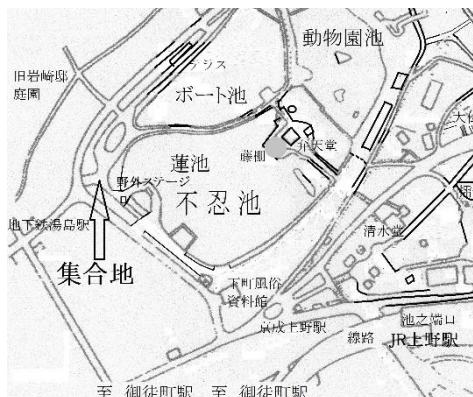 動物園池
旧岩崎邸
庭園
ボート池
弁天堂
藤棚
蓮池
野外ステージ
不忍池
地下鉄湯島駅
清水堂
集合地
下町風俗
資料館
池之端口
京成上野駅
線路
JR上野駅
至 御徒町駅
至 御徒町駅